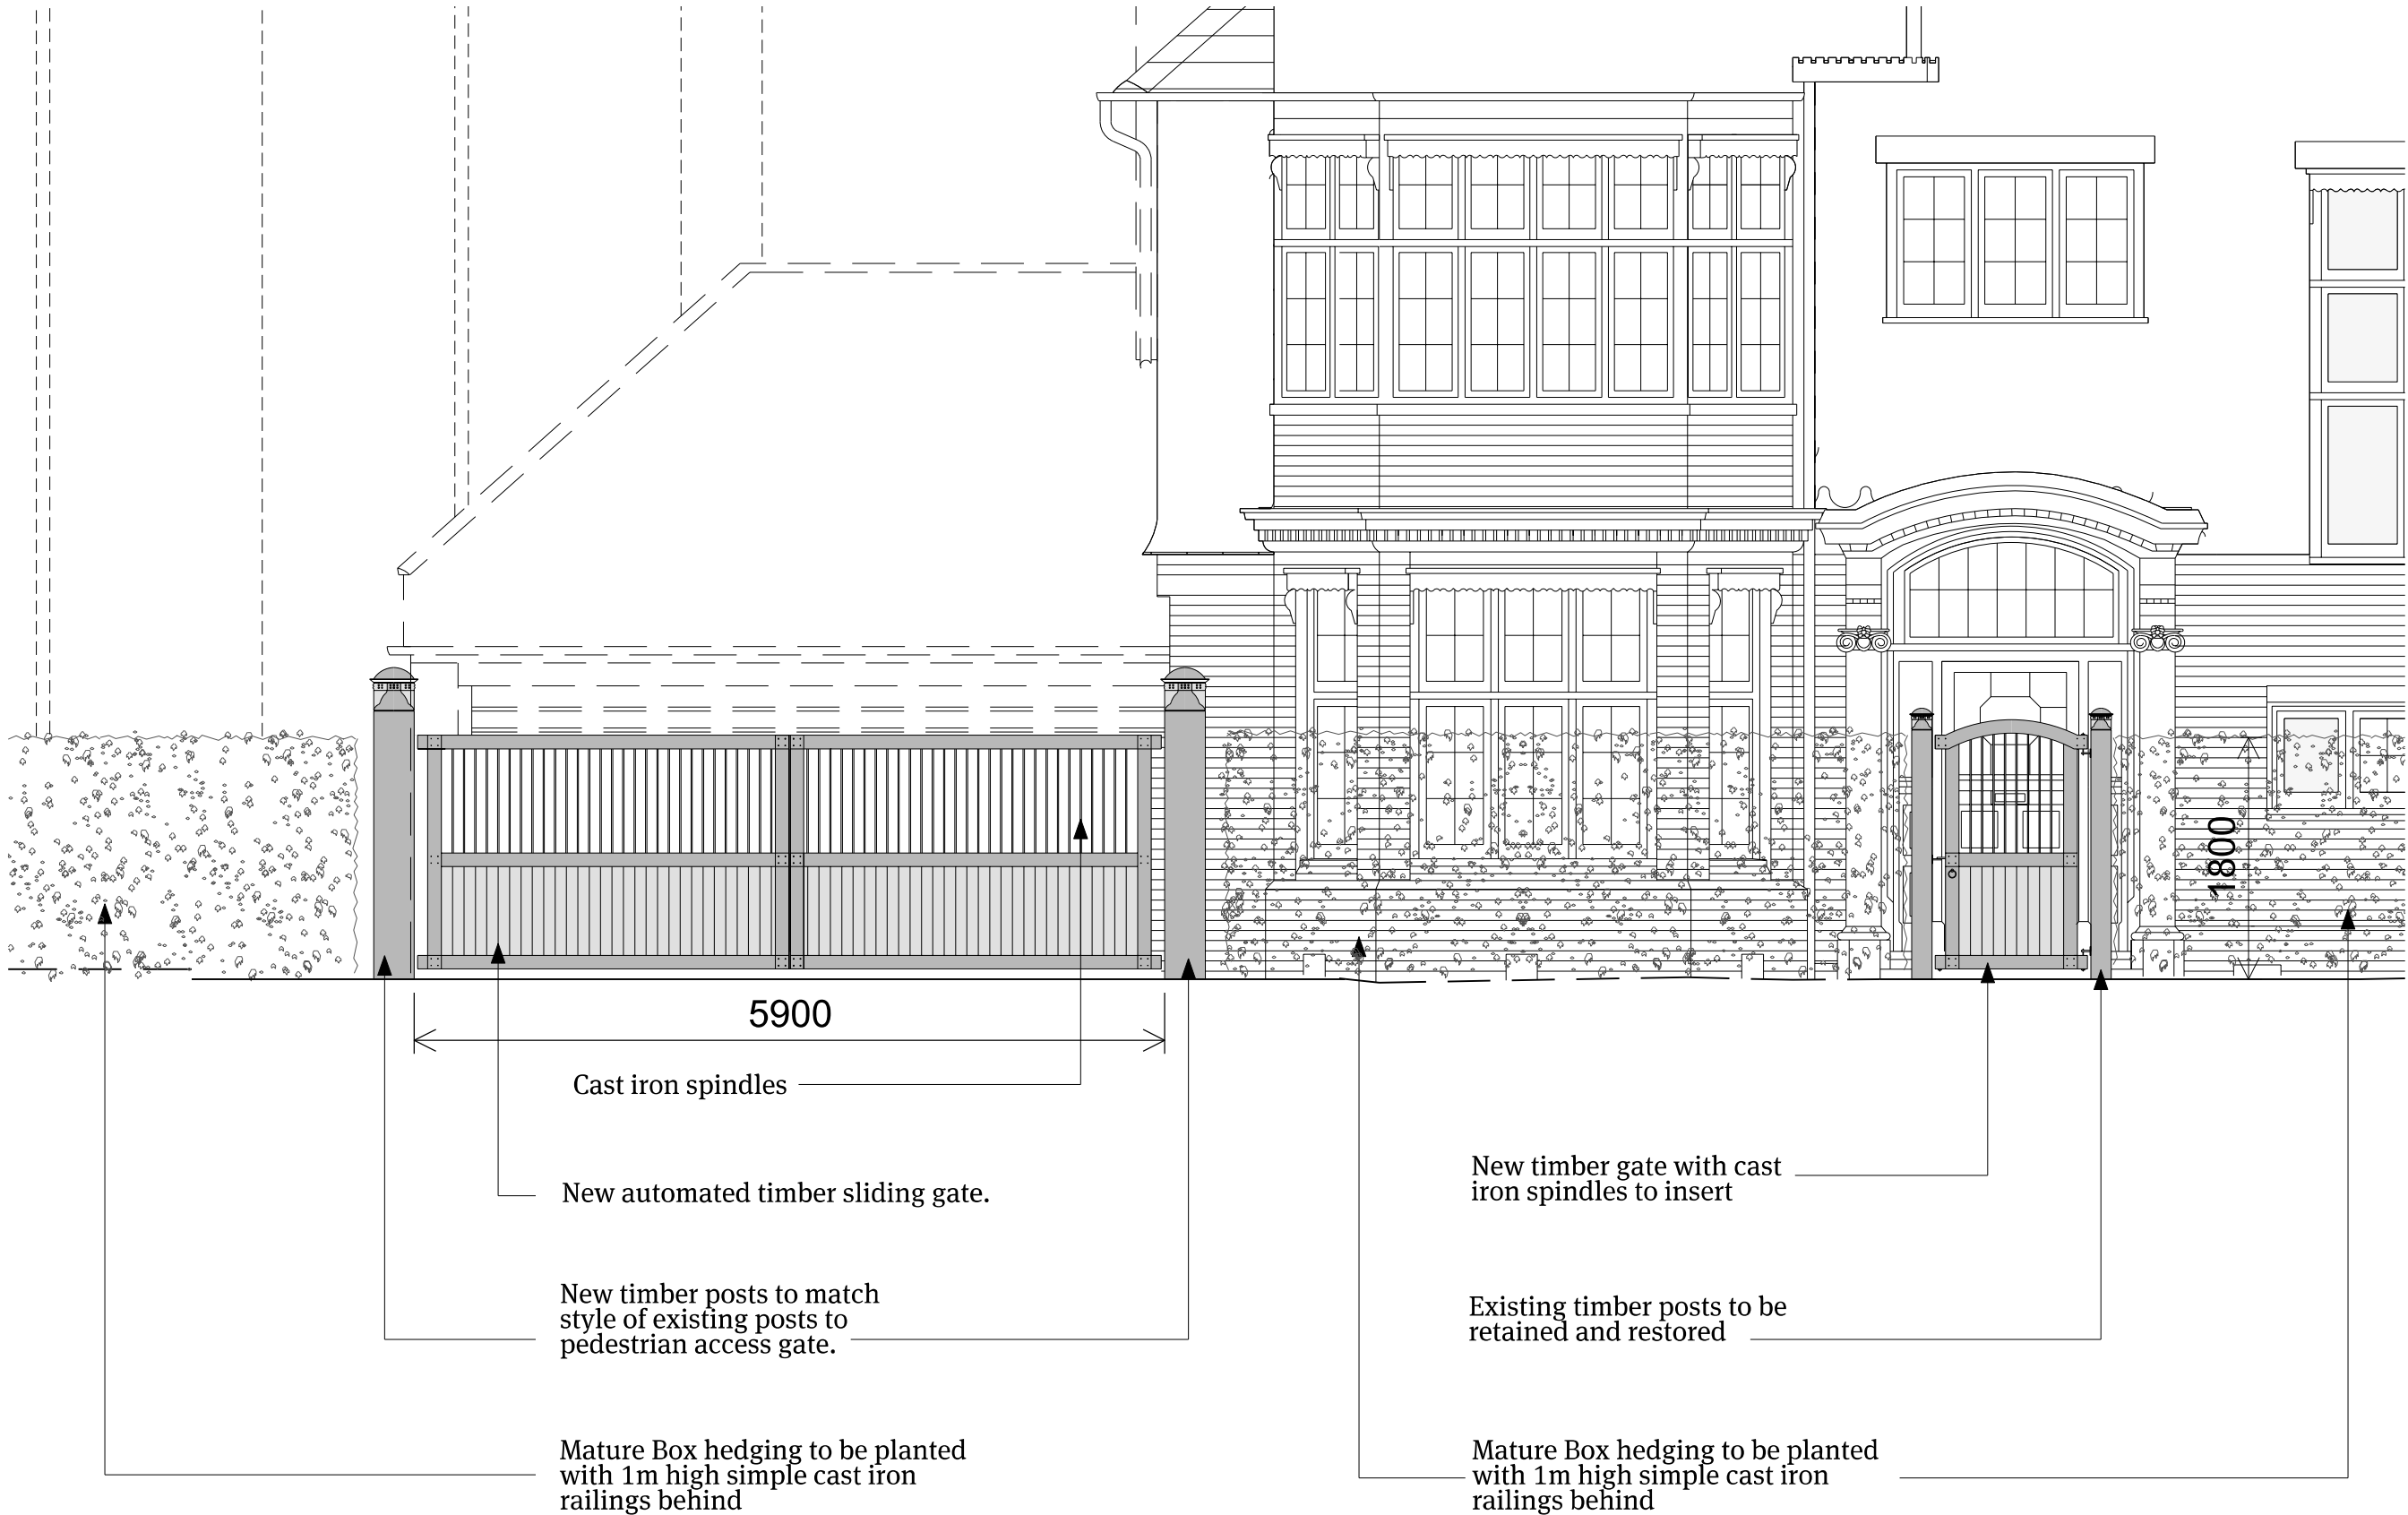 1800
5900
Cast iron spindles
New automated timber sliding gate.
New timber gate with cast
iron spindles to insert
New timber posts to match
style of existing posts to
pedestrian access gate.
Existing timber posts to be
retained and restored
Mature Box hedging to be planted
with 1m high simple cast iron
railings behind
Mature Box hedging to be planted
with 1m high simple cast iron
railings behind